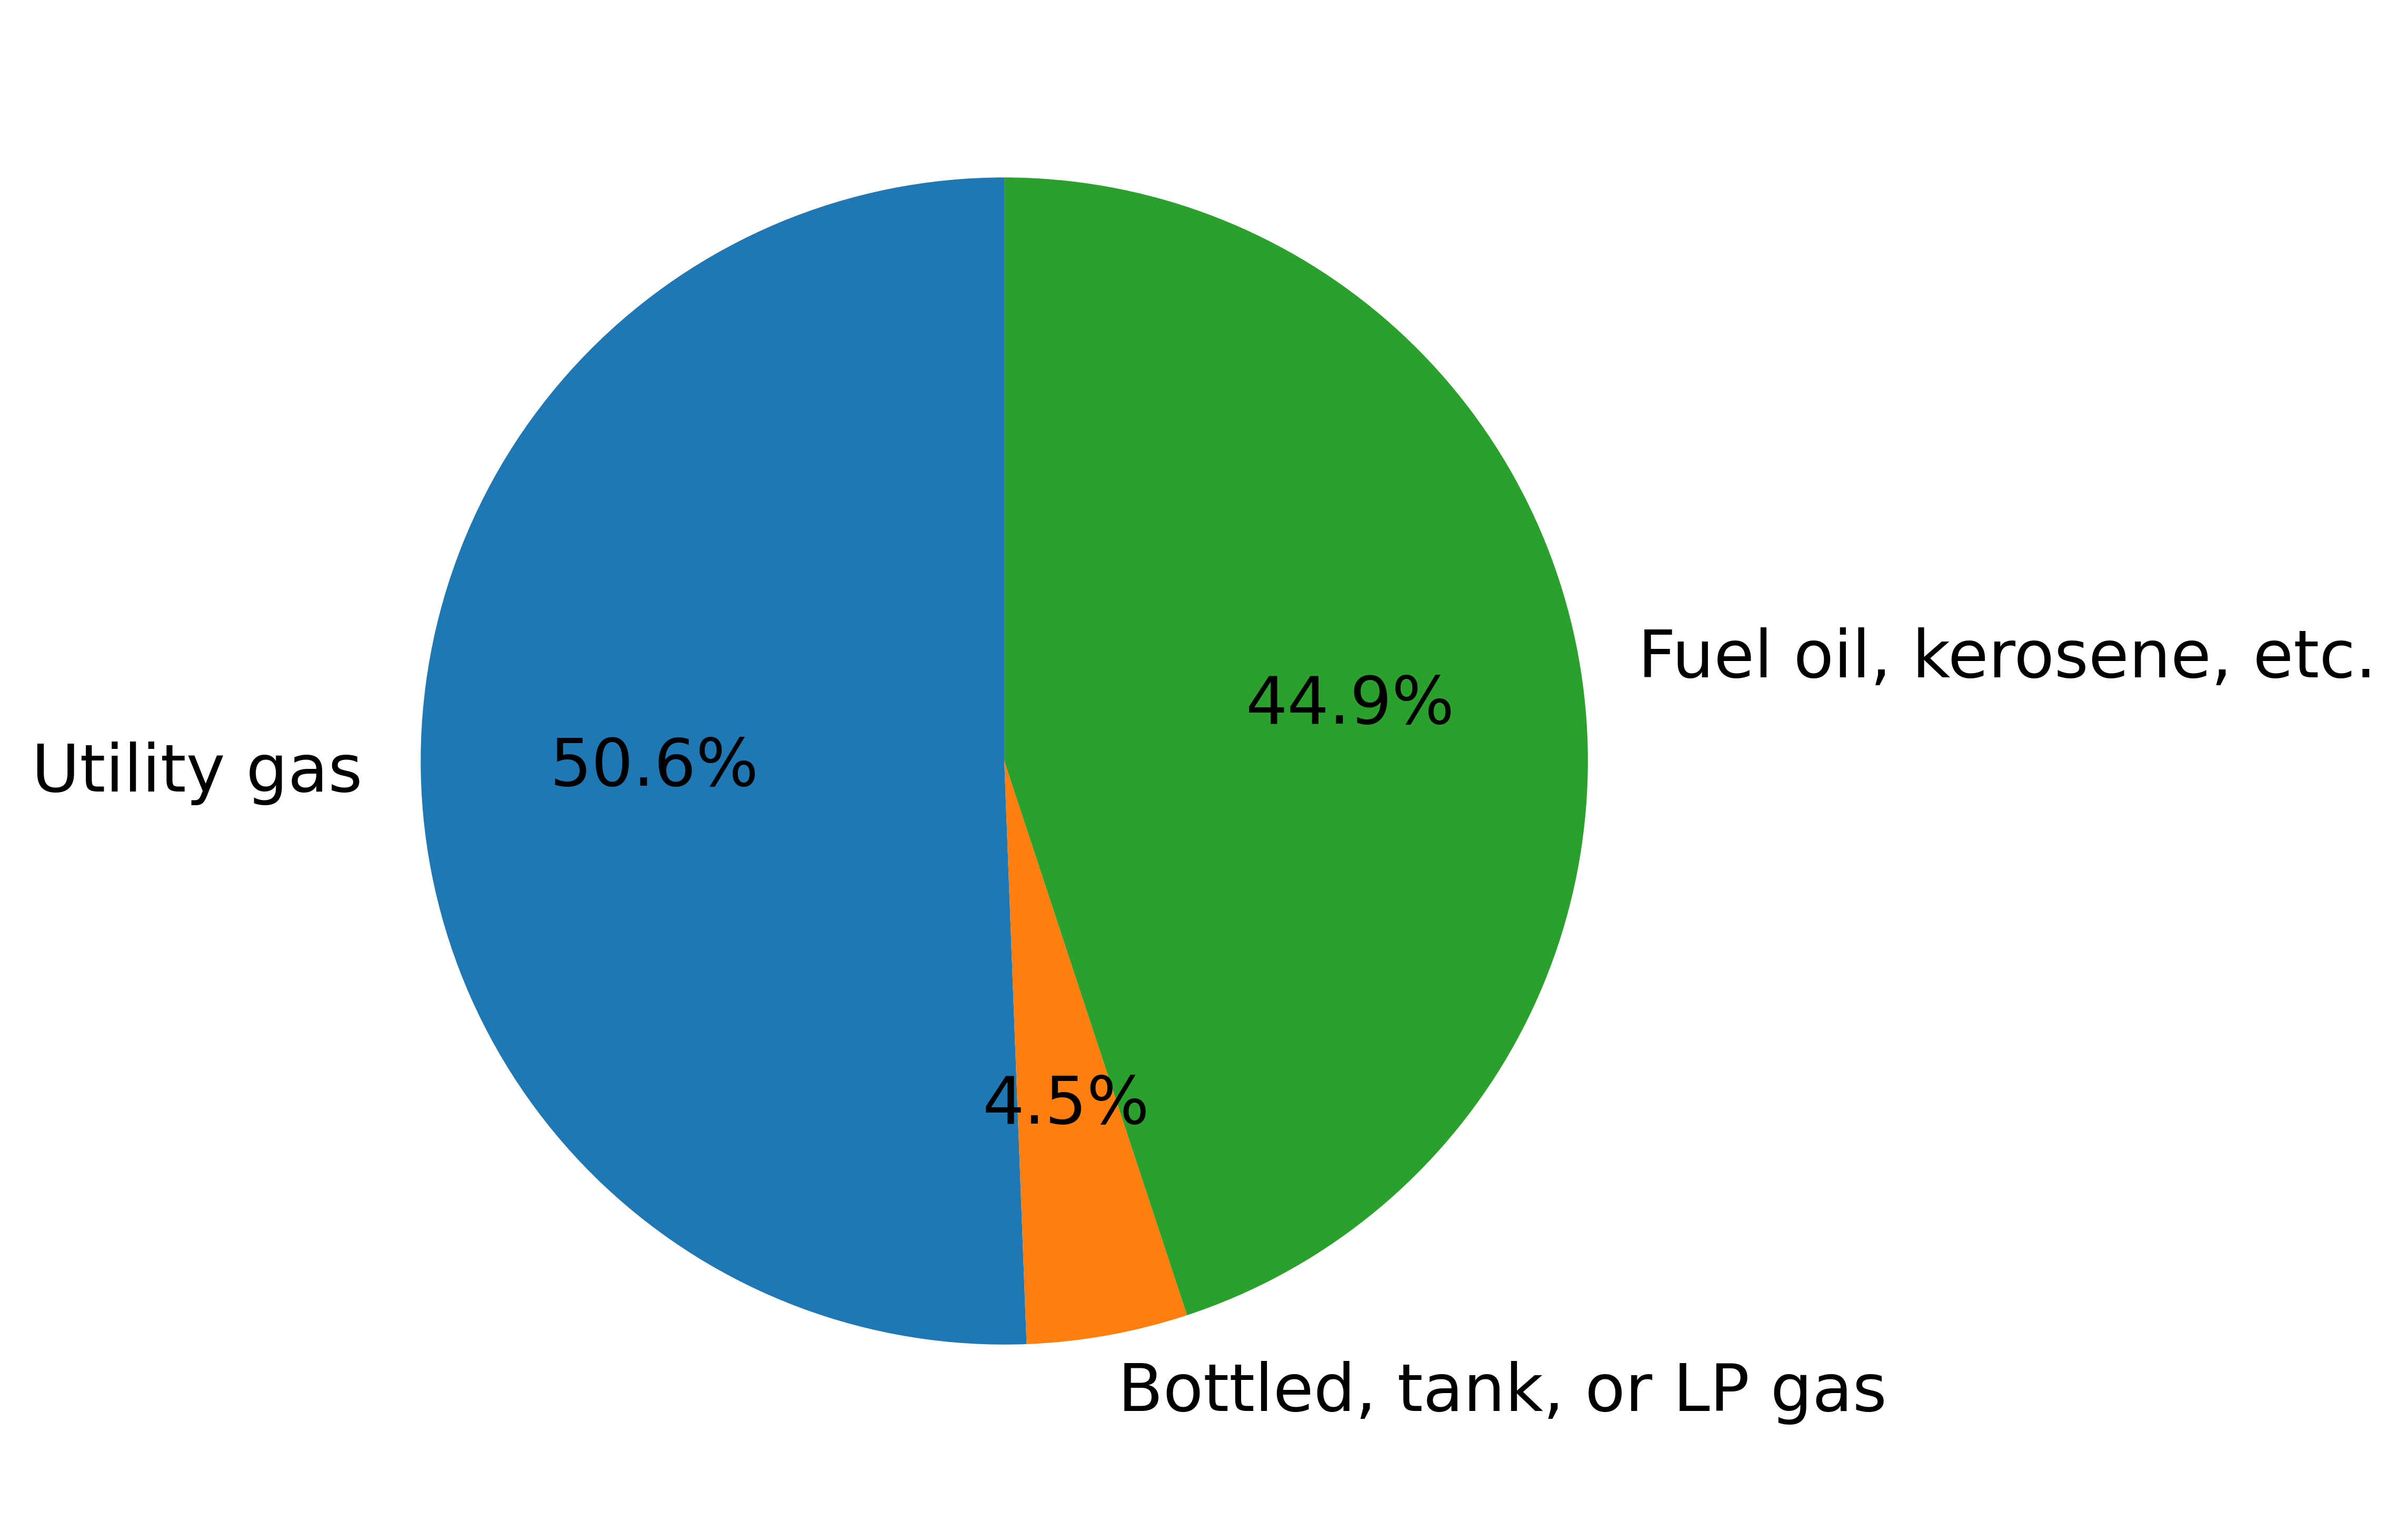 Fuel oil, kerosene, etc.
44.9%
Utility gas
50.6%
4.5%
Bottled, tank, or LP gas